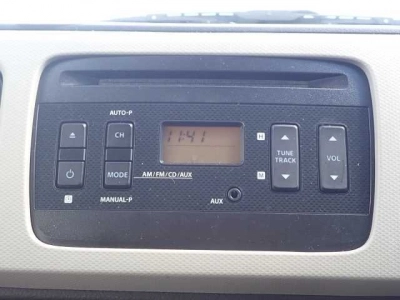 AUTO-P
CH
11:41
H
TUNE
TRACK
VOL
MODE
AM/FM/CD/AUX
M
MANUAL-P
AUX